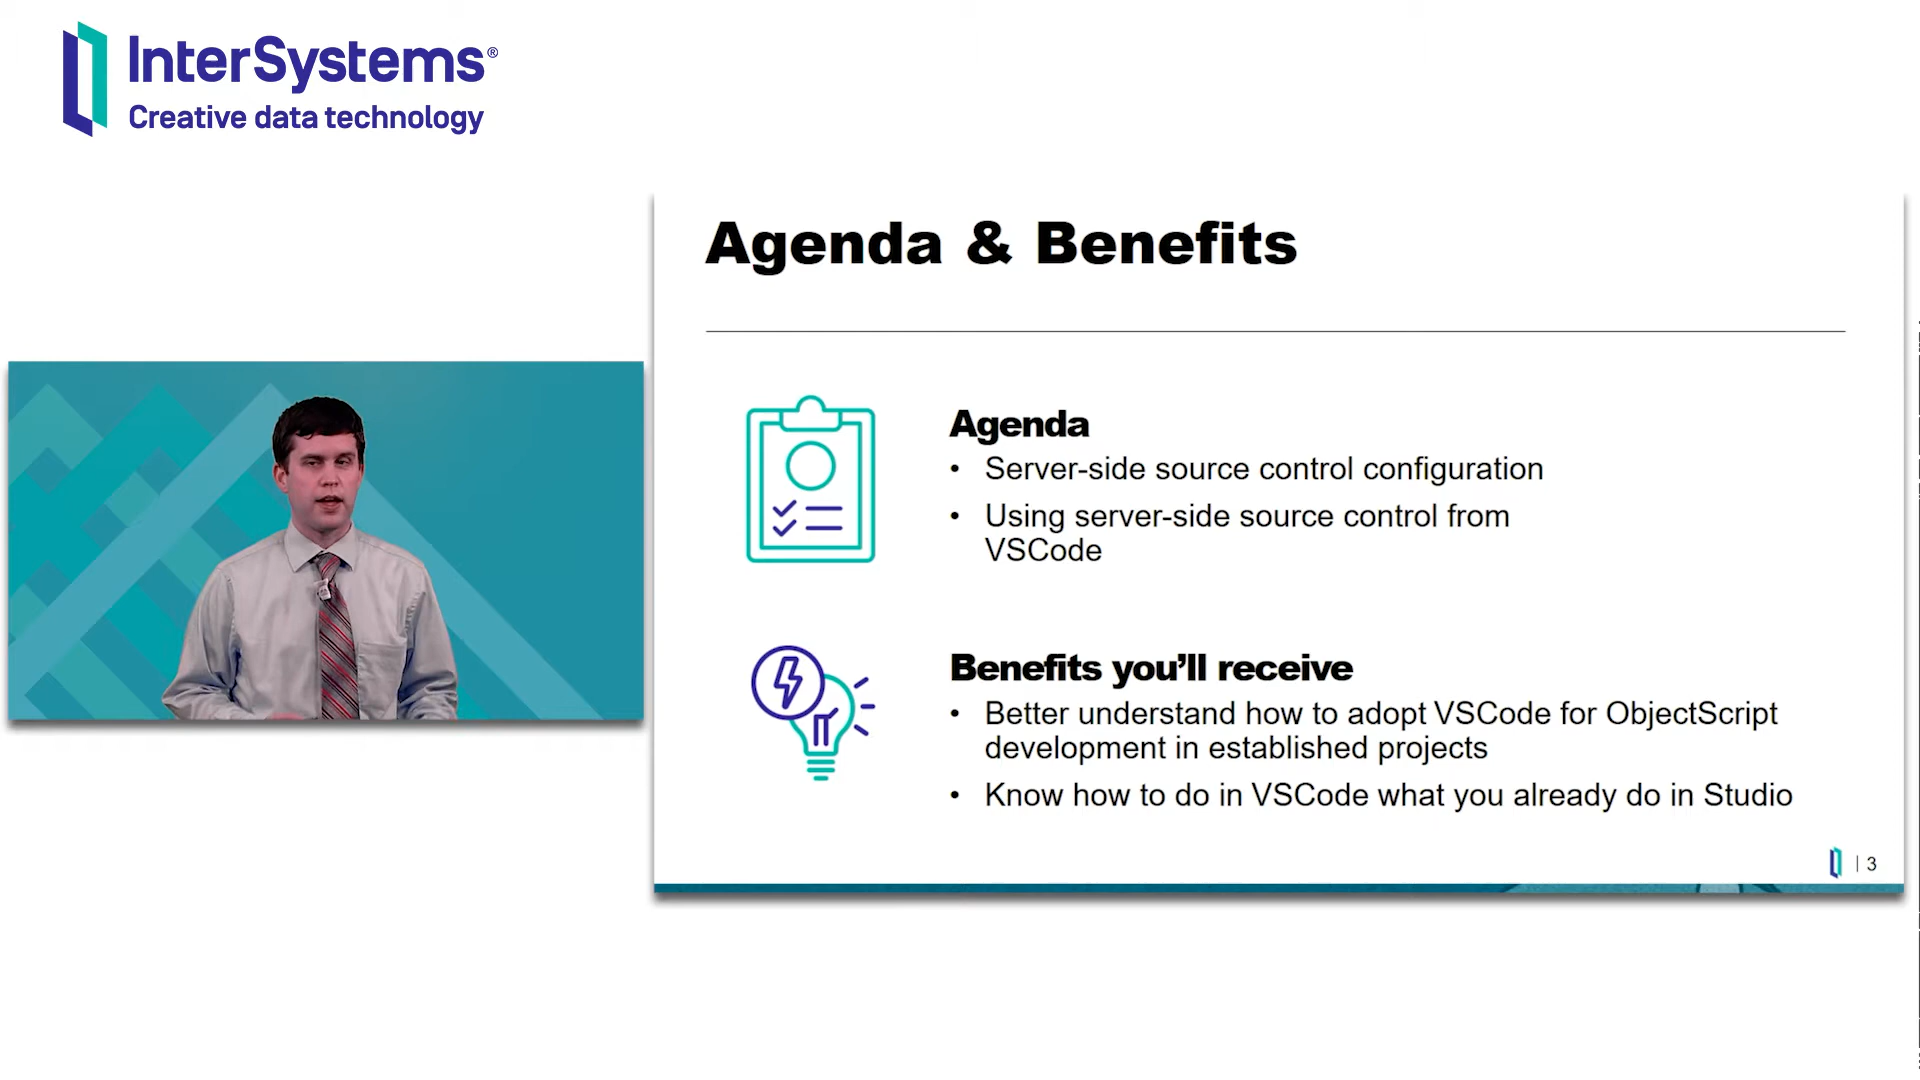 InterSystems®
Creative data technology
Agenda & Benefits
Agenda
• Server-side source control configuration
• Using server-side source control from
VSCode
Benefits you’ll receive
• Better understand how to adopt VSCode for ObjectScript
development in established projects
• Know how to do in VSCode what you already do in Studio
| 3